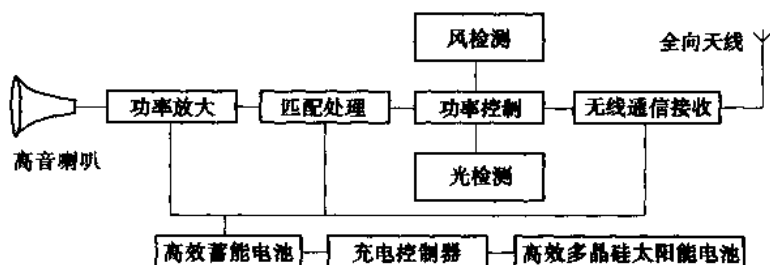 风检测
全向天线
功率放大
匹配处理
功率控制
无线通信接收
高音喇叭
光检测
高效蓄能电池
充电控制器
高效多晶硅太阳能电池